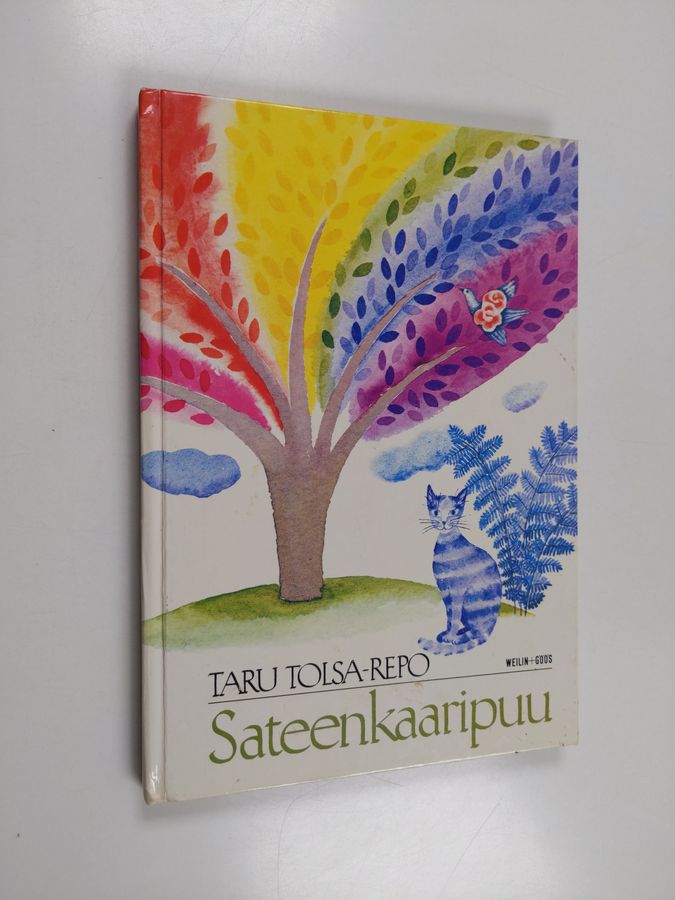 TARU TOLSA-REPO
WEILIN+GÖÖS
Sateenkaaripuu